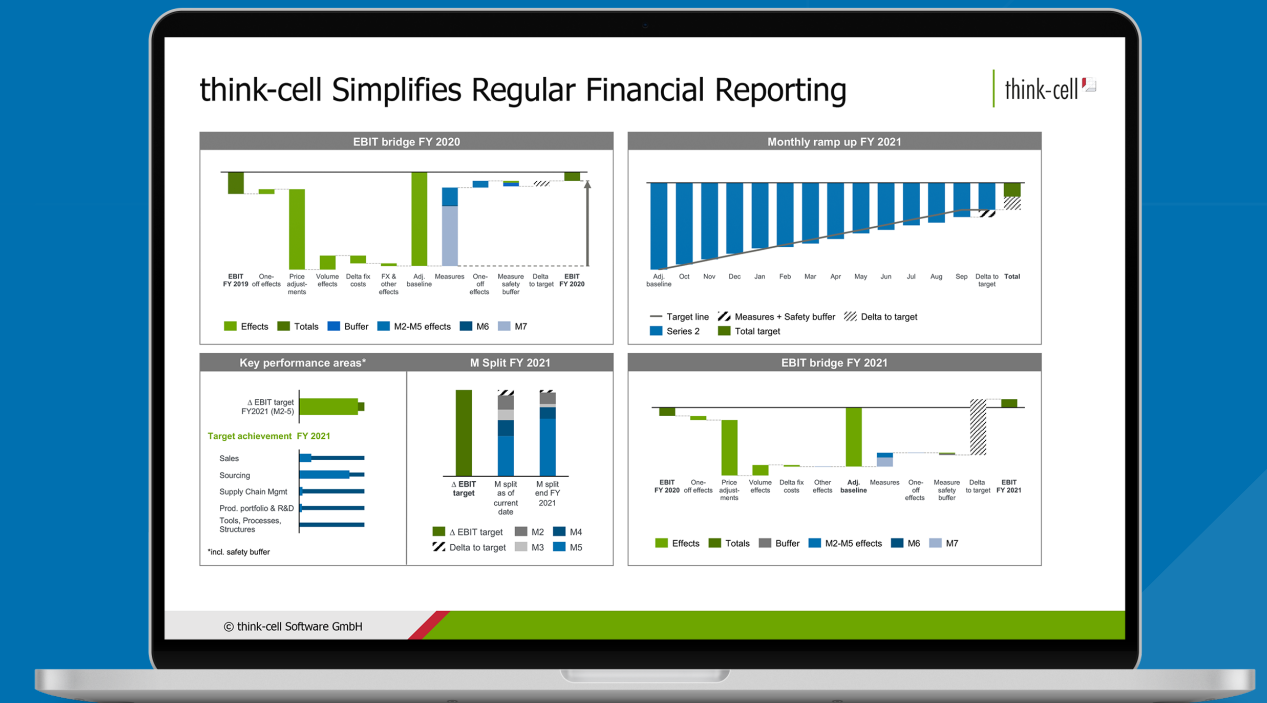 think-cell Simplifies Regular Financial Reporting
think-cell
EBIT bridge FY 2020
EBIT FY 2019
One-off effects
Price adjust-ments
Volume effects
Delta fix costs
FX & other effects
Adj. baseline
Measures
One-off effects
Measure safety buffer
Delta to target
EBIT FY 2020
Effects
Totals
Buffer
M2-M5 effects
M6
M7
Monthly ramp up FY 2021
Adj. baseline
Oct
Nov
Dec
Jan
Feb
Mar
Apr
May
Jun
Jul
Aug
Sep
Delta to target
Total
Target line
Measures + Safety buffer
Delta to target
Series 2
Total target
Key performance areas*
Δ EBIT target
FY2021 (M2-5)
Target achievement FY 2021
Sales
Sourcing
Supply Chain Mgmt
Prod. portfolio & R&D
Tools, Processes,
Structures
*incl. safety buffer
M Split FY 2021
Δ EBIT target
M split as of current date
M split end FY 2021
Δ EBIT target
M2
M4
Delta to target
M3
M5
EBIT bridge FY 2021
EBIT FY 2020
One-off effects
Price adjust-ments
Volume effects
Delta fix costs
Other effects
Adj. baseline
Measures
One-off effects
Measure safety buffer
Delta to target
EBIT FY 2021
Effects
Totals
Buffer
M2-M5 effects
M6
M7
© think-cell Software GmbH